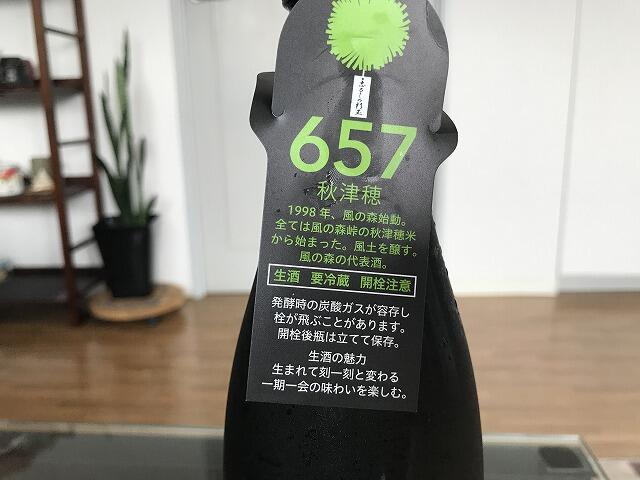 657
秋津穂
1998年、風の森始動。
全ては風の森峠の秋津穂米
から始まった。風土を醸す。
風の森の代表酒。
生酒 要冷蔵 開栓注意
発酵時の炭酸ガスが容存し
栓が飛ぶことがあります。
開栓後瓶は立てて保存。
生酒の魅力
生まれて刻一刻と変わる
一期一会の味わいを楽しむ。